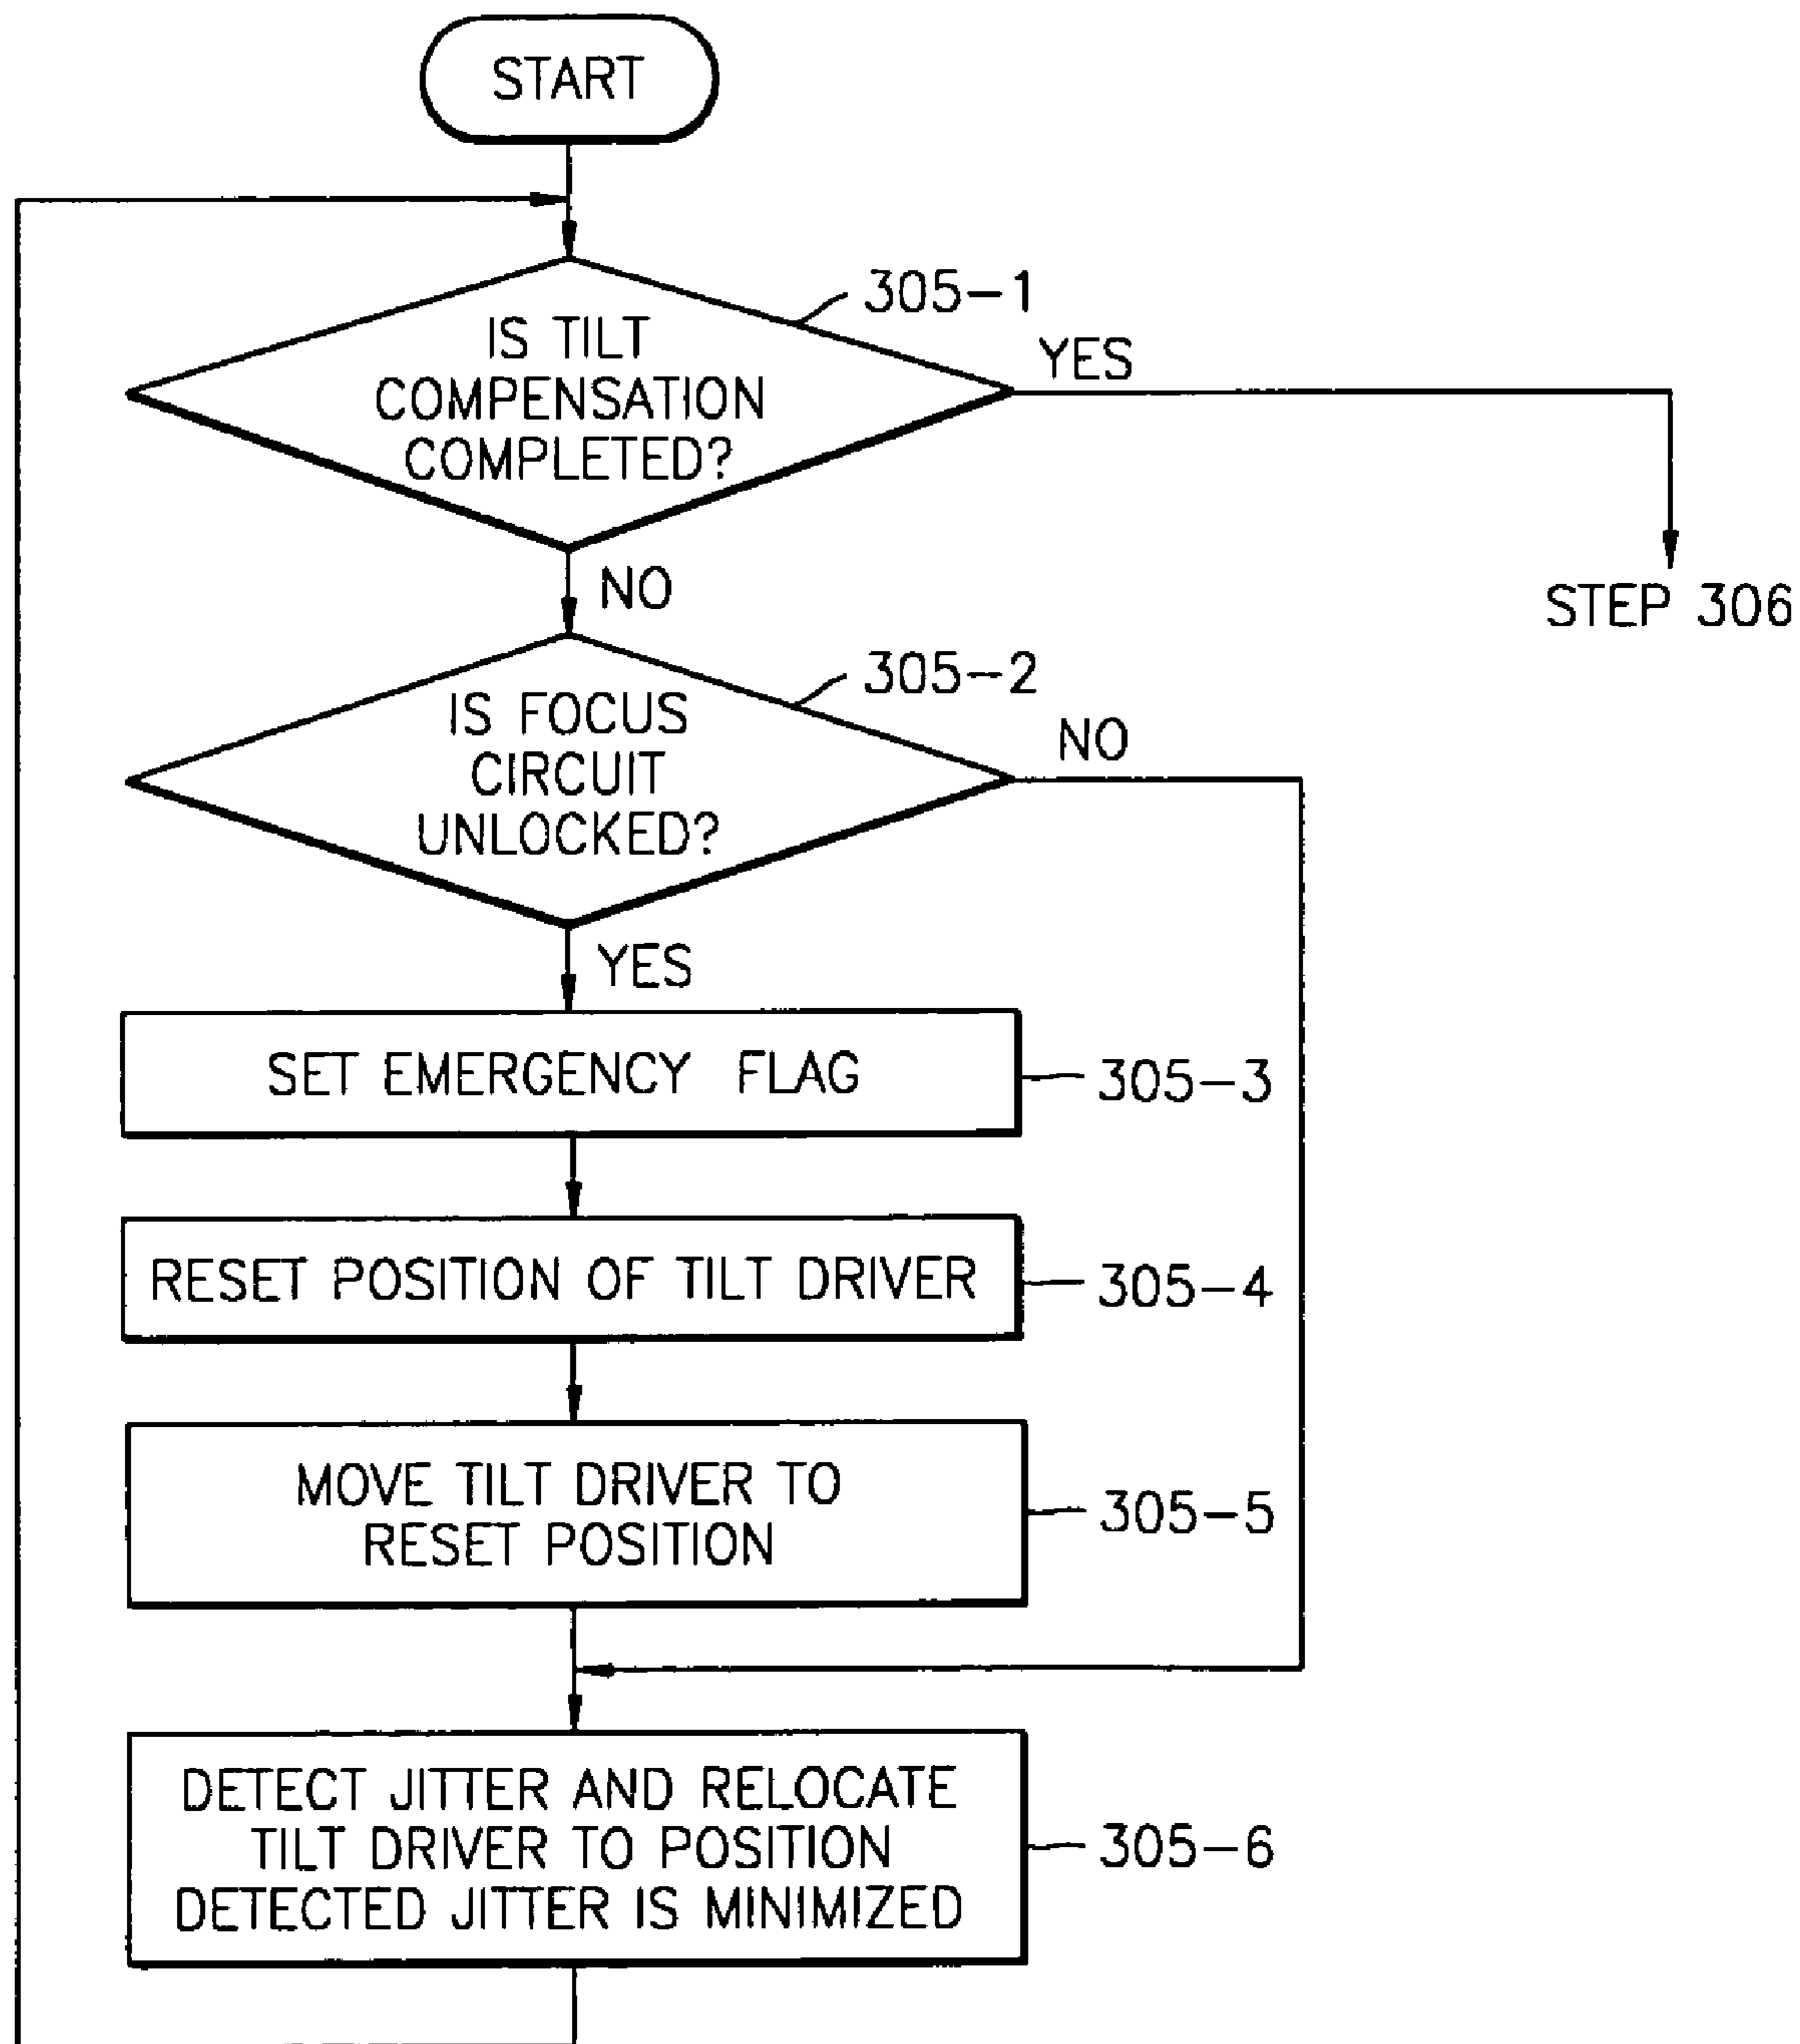 START
305-1
IS TILT
COMPENSATION
COMPLETED?
YES
NO
STEP 306
305-2
IS FOCUS
CIRCUIT
UNLOCKED?
NO
YES
SET EMERGENCY FLAG
305-3
RESET POSITION OF TILT DRIVER
305-4
MOVE TILT DRIVER TO
RESET POSITION
305-5
DETECT JITTER AND RELOCATE
TILT DRIVER TO POSITION
DETECTED JITTER IS MINIMIZED
305-6